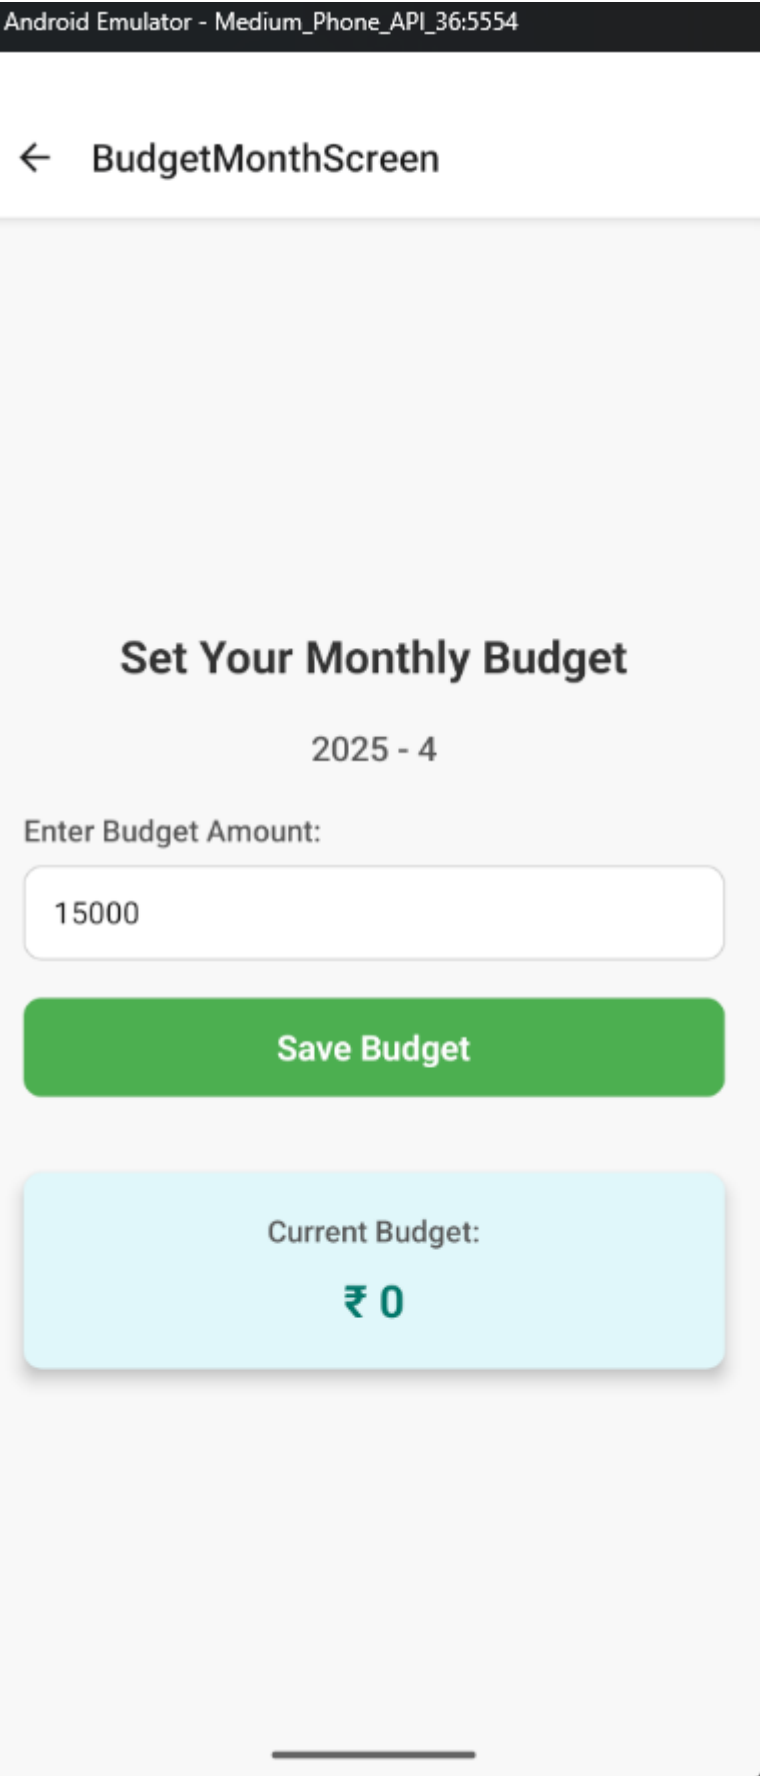 Android Emulator - Medium_Phone_API_36:5554
BudgetMonthScreen
Set Your Monthly Budget
2025 - 4
Enter Budget Amount:
15000
Save Budget
Current Budget:
₹ 0